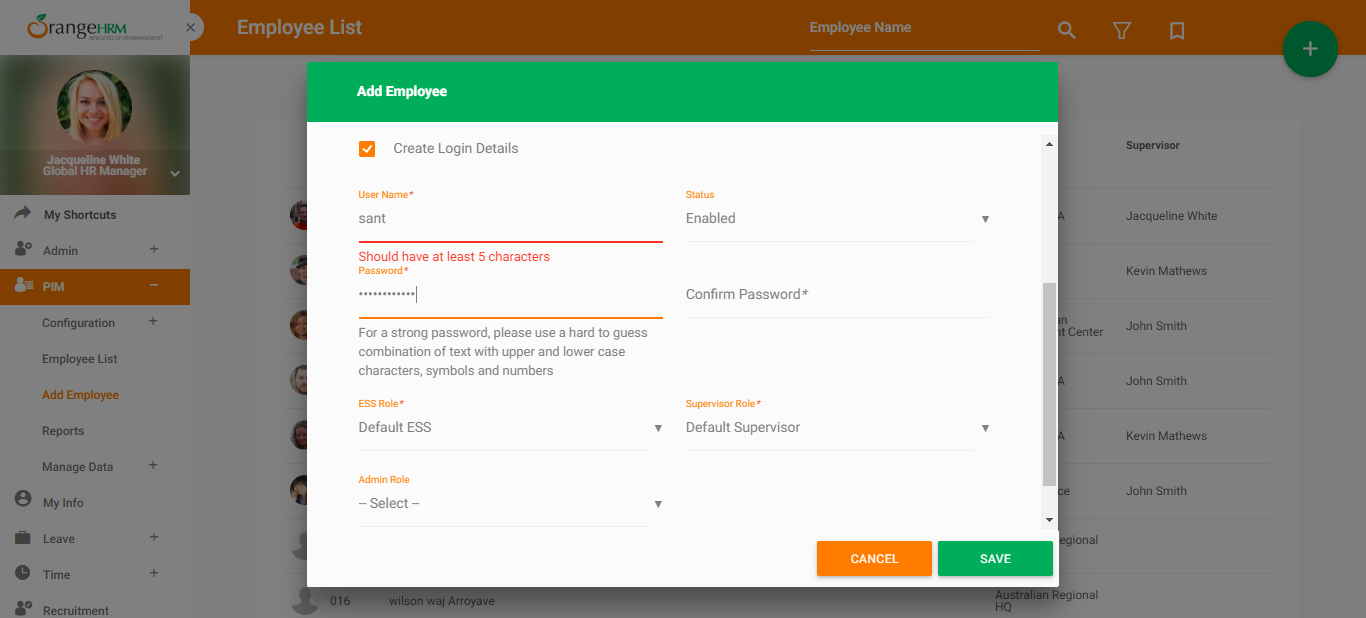 OrangeHRM
NEW LEVEL OF HR MANAGEMENT
Employee List
Employee Name
Jacqueline White
Global HR Manager
My Shortcuts
Admin
PIM
Configuration
Employee List
Add Employee
Reports
Manage Data
My Info
Leave
Time
Recruitment
Add Employee
Create Login Details
User Name*
sant
Should have at least 5 characters
Status
Enabled
Password*
••••••••••••
Confirm Password*
For a strong password, please use a hard to guess
combination of text with upper and lower case
characters, symbols and numbers
ESS Role*
Default ESS
Supervisor Role*
Default Supervisor
Admin Role
-- Select --
CANCEL
SAVE
Supervisor
A
Jacqueline White
Kevin Mathews
an
t Center
John Smith
A
John Smith
A
Kevin Mathews
ce
John Smith
egional
016
wilson waj Arroyave
Australian Regional
HQ